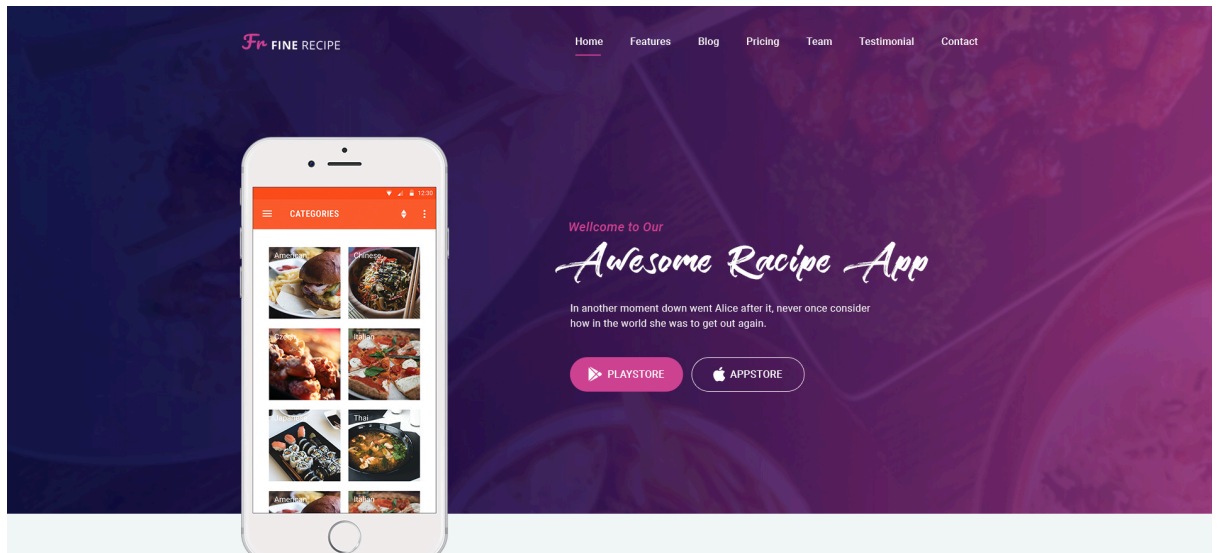 Fr FINE RECIPE
Home Features Blog Pricing Team Testimonial Contact
12:30
CATEGORIES
American Chinese
Czech Italian
Japanese Thai
American Italian
Wellcome to Our
Awesome Racipe App
In another moment down went Alice after it, never once consider
how in the world she was to get out again.
PLAYSTORE APPSTORE